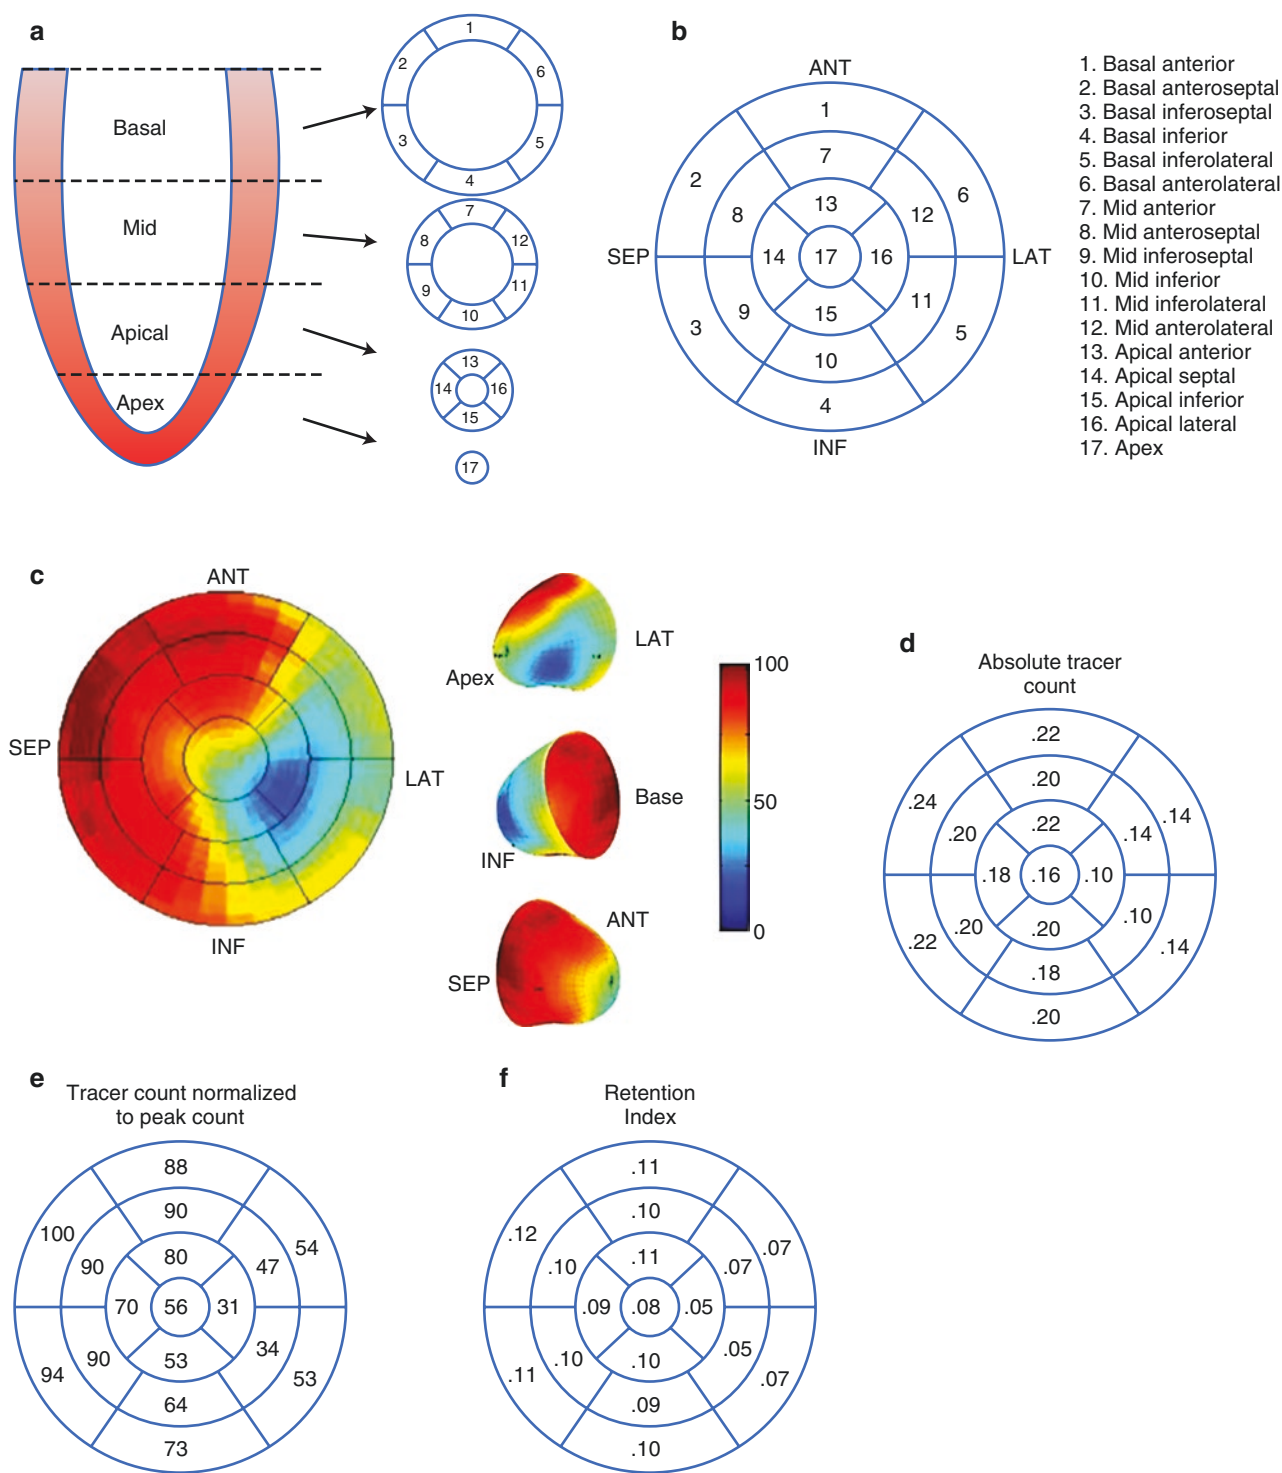 a
Basal
Mid
Apical
Apex
1
2
6
3
5
4
7
8
12
9
11
10
13
14
16
15
17
b
ANT
1
7
2
6
8
12
13
SEP
14
17
16
LAT
9
11
15
3
5
10
4
INF
1. Basal anterior
2. Basal anteroseptal
3. Basal inferoseptal
4. Basal inferior
5. Basal inferolateral
6. Basal anterolateral
7. Mid anterior
8. Mid anteroseptal
9. Mid inferoseptal
10. Mid inferior
11. Mid inferolateral
12. Mid anterolateral
13. Apical anterior
14. Apical septal
15. Apical inferior
16. Apical lateral
17. Apex
c
ANT
SEP
LAT
INF
LAT
Apex
Base
INF
ANT
SEP
100
50
0
d
Absolute tracer
count
.22
.20
.24
.14
.22
.20
.14
.18
.16
.10
.20
.10
.20
.22
.14
.18
.20
e
Tracer count normalized
to peak count
88
90
100
54
80
90
47
70
56
31
90
34
53
94
53
64
73
f
Retention
Index
.11
.10
.12
.07
.11
.10
.07
.09
.08
.05
.10
.05
.10
.11
.07
.09
.10